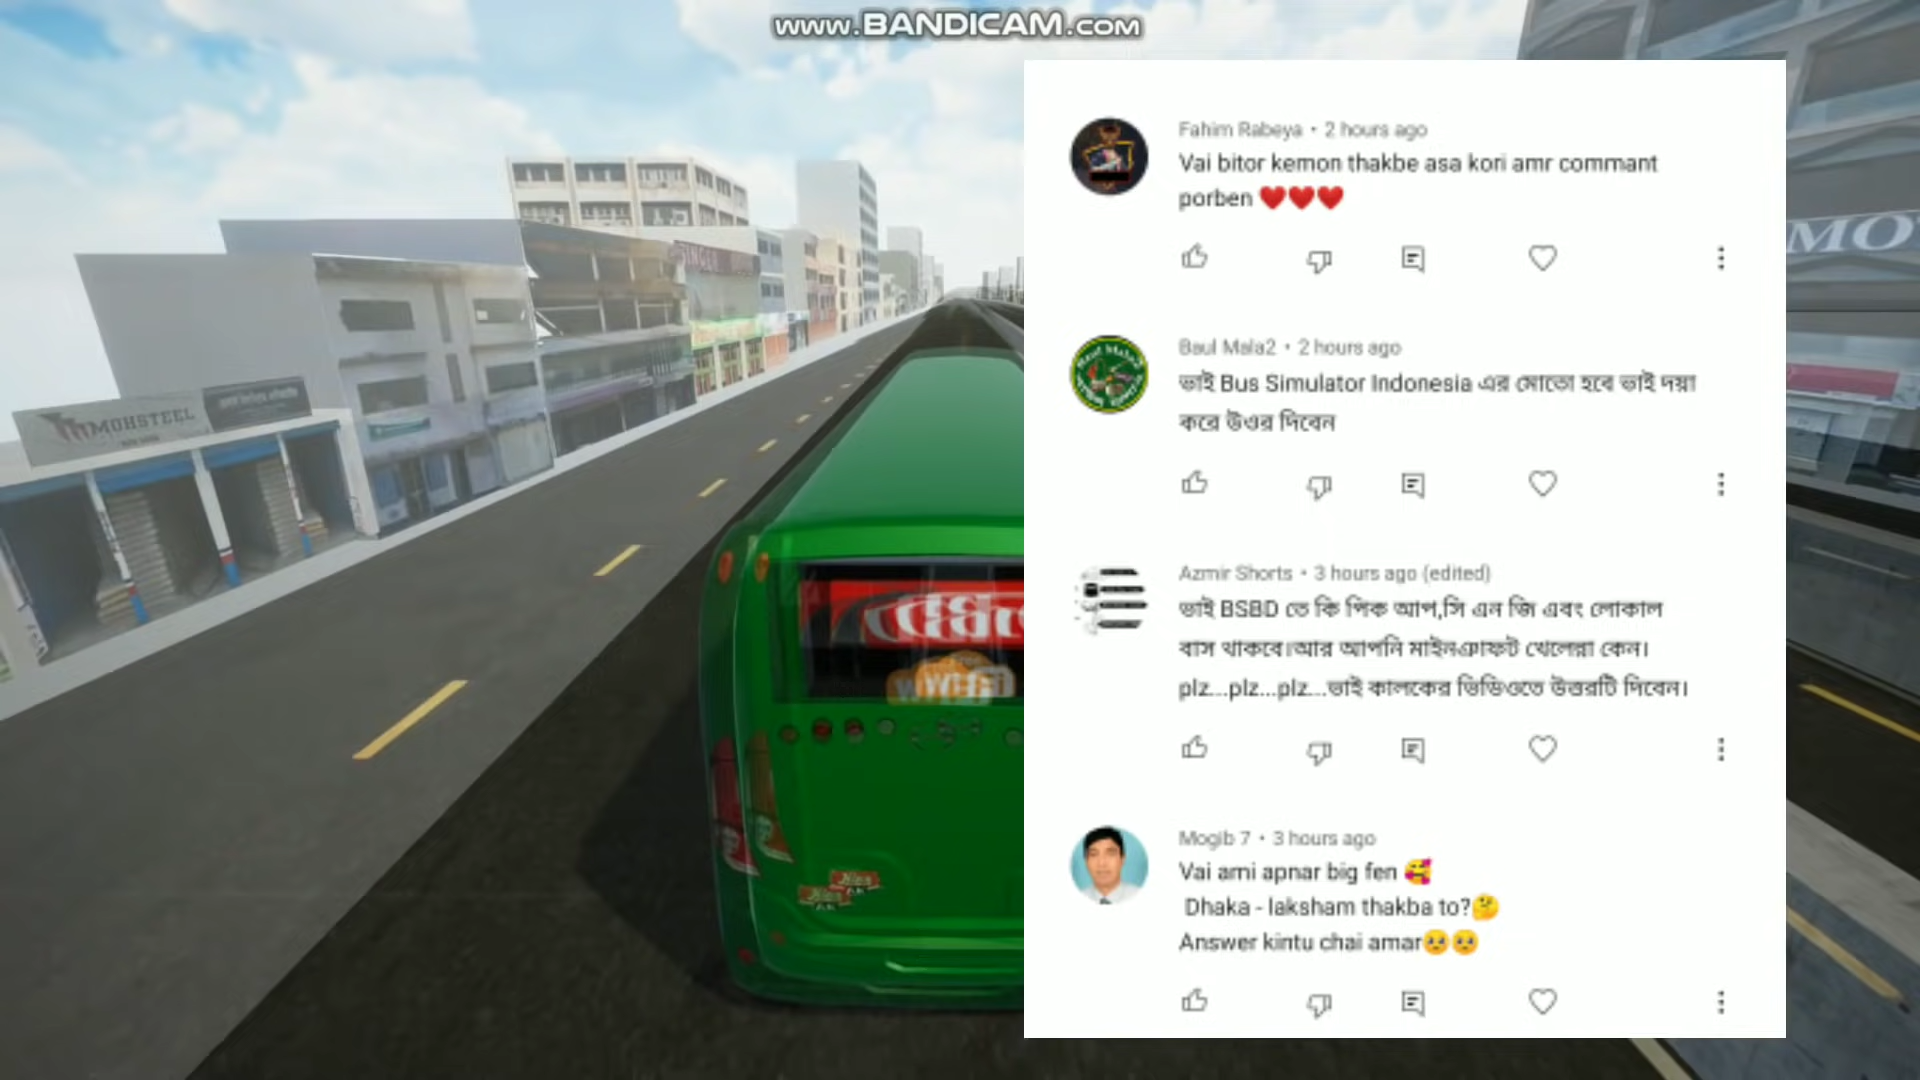 www.BANDICAM.com
MOHSTEEL
SINGER
MO
WiFi
Fahim Rabeya • 2 hours ago
Vai bitor kemon thakbe asa kori amr commant
porben ❤️❤️❤️
Baul Mala2 • 2 hours ago
ভাই Bus Simulator Indonesia এর মোতো হবে ভাই দয়া
করে উওর দিবেন
Azmir Shorts • 3 hours ago (edited)
ভাই BSBD তে কি পিক আপ,সি এন জি এবং লোকাল
বাস থাকবে।আর আপনি মাইনক্রাফট খেলেন্না কেন।
plz...plz...plz...ভাই কালকের ভিডিওতে উত্তরটি দিবেন।
Mogib 7 • 3 hours ago
Vai ami apnar big fen 🥰
Dhaka - laksham thakba to?🤔
Answer kintu chai amar🥺🥺